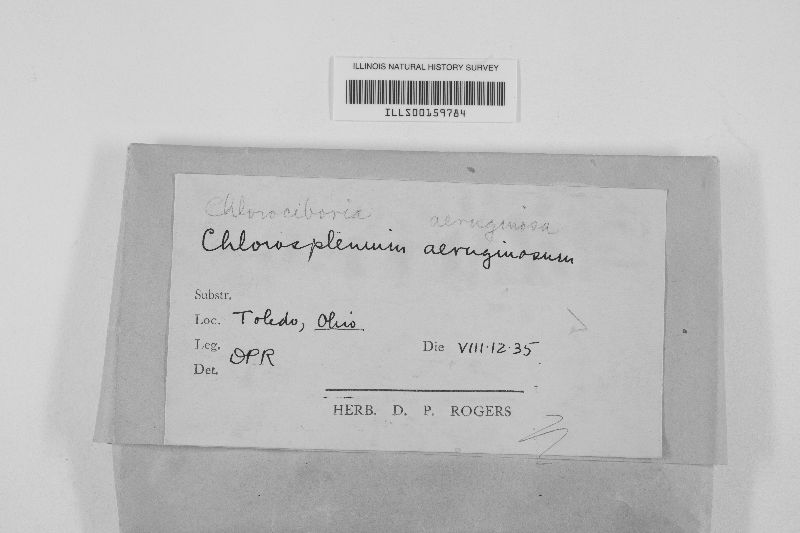 ILLINOIS NATURAL HISTORY SURVEY
ILLS00159784
Chlorociboria aeruginosa
Chlorosplenium aeruginosum
Substr.
Loc. Toledo, Ohio
Leg. DPR
Det.
Die VIII·12·35
HERB. D. P. ROGERS